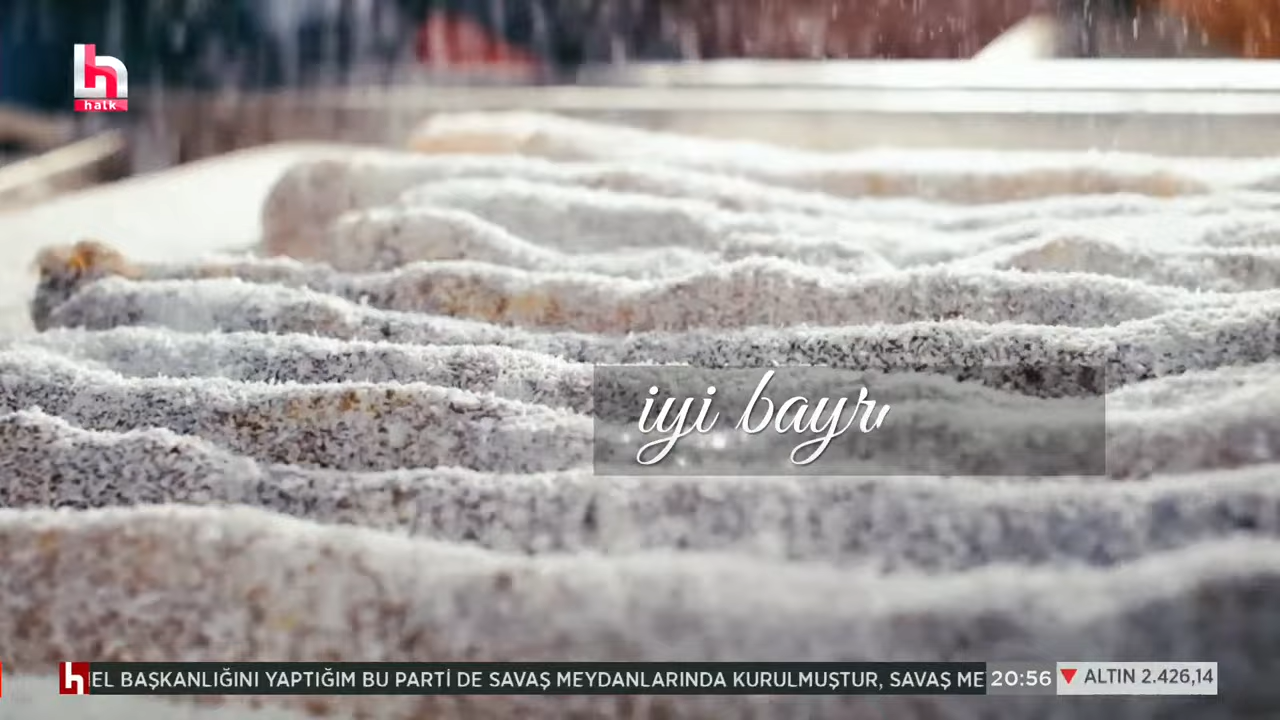 halk
iyi bayr
EL BAŞKANLIĞINI YAPTIĞIM BU PARTİ DE SAVAŞ MEYDANLARINDA KURULMUŞTUR, SAVAŞ ME
20:56
ALTIN 2.426,14